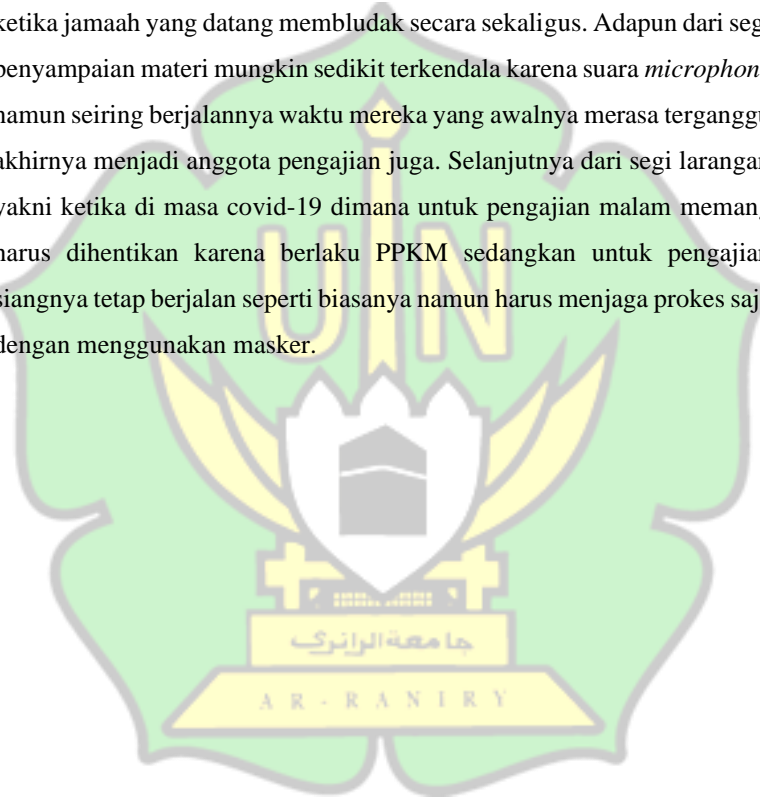 ketika jamaah yang datang membludak secara sekaligus. Adapun dari seg
penyampaian materi mungkin sedikit terkendala karena suara microphon
namun seiring berjalannya waktu mereka yang awalnya merasa terganggu
akhirnya menjadi anggota pengajian juga. Selanjutnya dari segi larangan
yakni ketika di masa covid-19 dimana untuk pengajian malam memang
harus dihentikan karena berlaku PPKM sedangkan untuk pengajian
siangnya tetap berjalan seperti biasanya namun harus menjaga prokes saj
dengan menggunakan masker.
UIN
جامعة الرانري
AR-RANIRY